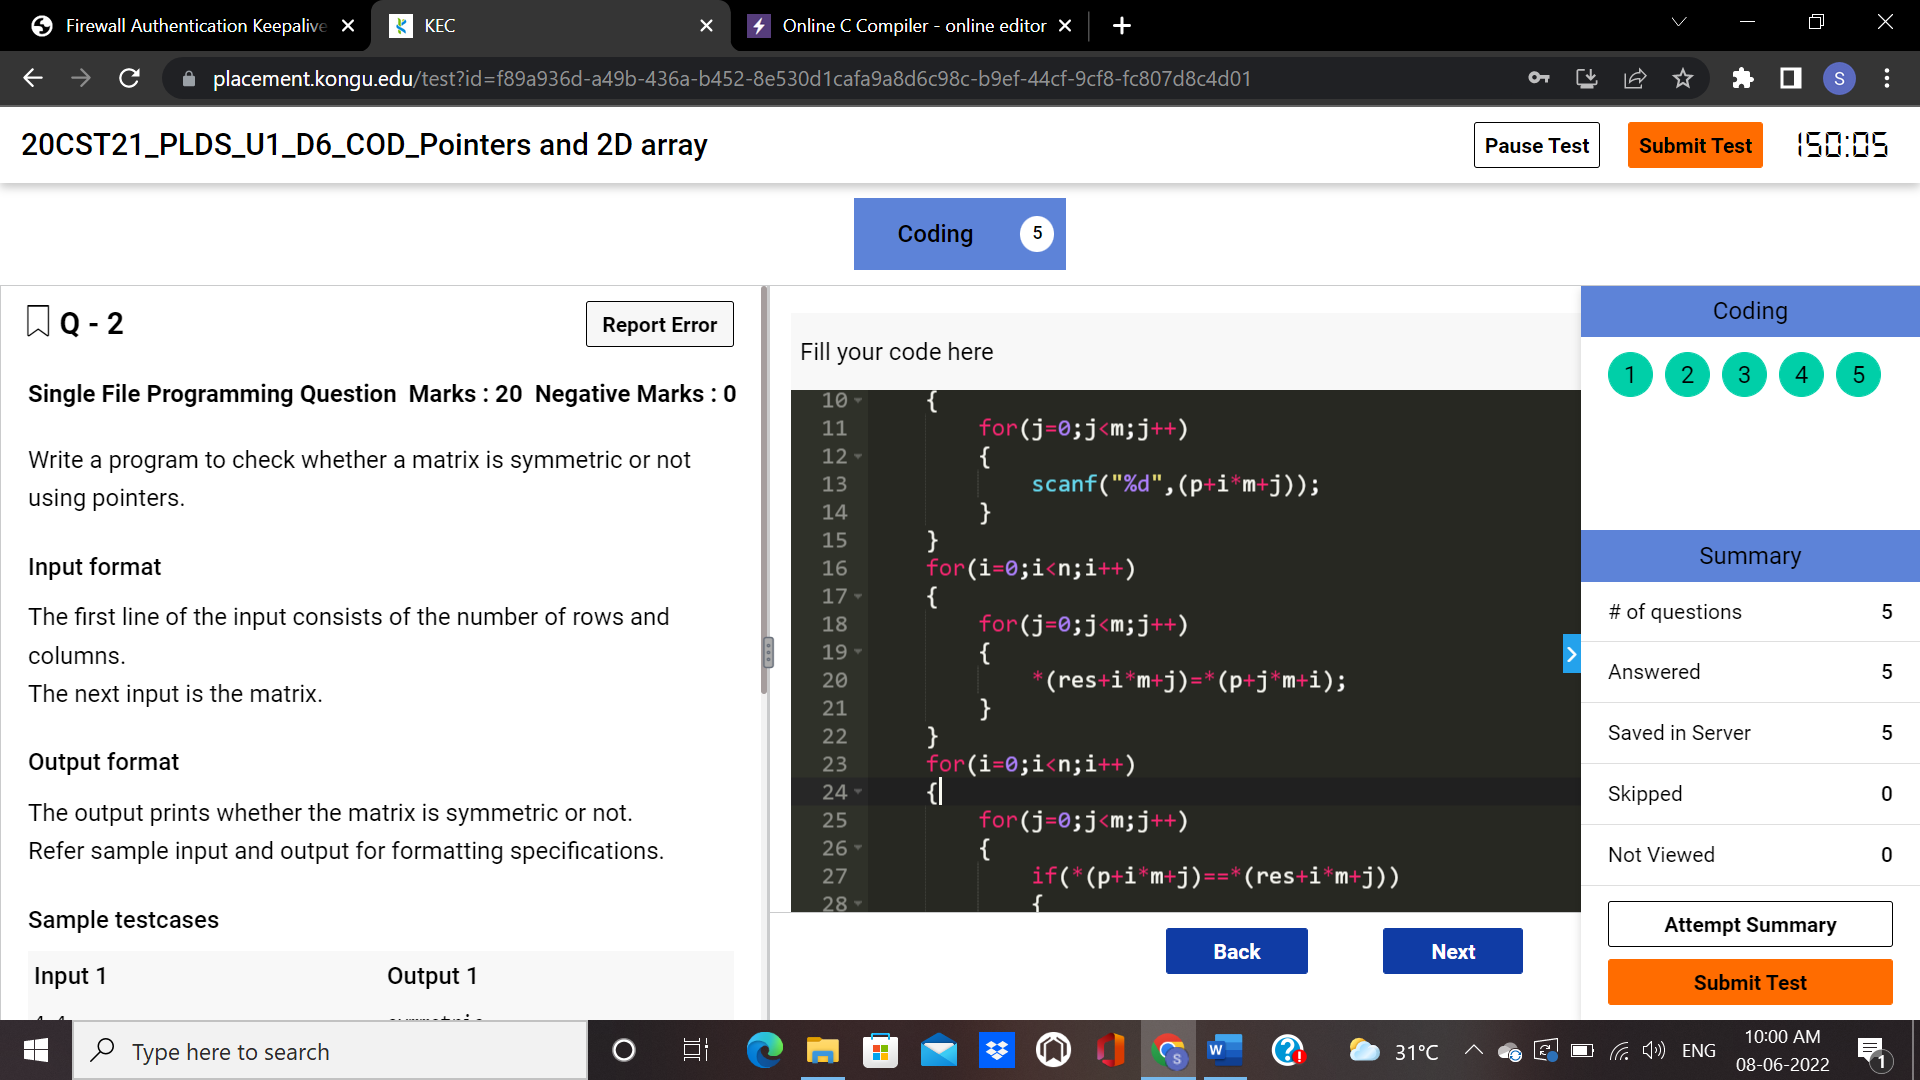 Firewall Authentication Keepalive
KEC
Online C Compiler - online editor
placement.kongu.edu/test?id=f89a936d-a49b-436a-b452-8e530d1cafa9a8d6c98c-b9ef-44cf-9cf8-fc807d8c4d01
S
20CST21_PLDS_U1_D6_COD_Pointers and 2D array
Pause Test
Submit Test
150:05
Coding 5
Q - 2
Report Error
Single File Programming Question Marks : 20 Negative Marks : 0
Write a program to check whether a matrix is symmetric or not
using pointers.
Input format
The first line of the input consists of the number of rows and
columns.
The next input is the matrix.
Output format
The output prints whether the matrix is symmetric or not.
Refer sample input and output for formatting specifications.
Sample testcases
Input 1 Output 1
Fill your code here
10 {
11 for(j=0;j<m;j++)
12 {
13 scanf("%d",(p+i*m+j));
14 }
15 }
16 for(i=0;i<n;i++)
17 {
18 for(j=0;j<m;j++)
19 {
20 *(res+i*m+j)=*(p+j*m+i);
21 }
22 }
23 for(i=0;i<n;i++)
24 {
25 for(j=0;j<m;j++)
26 {
27 if(*(p+i*m+j)==*(res+i*m+j))
28 {
Back
Next
Coding
1 2 3 4 5
Summary
# of questions 5
Answered 5
Saved in Server 5
Skipped 0
Not Viewed 0
Attempt Summary
Submit Test
Type here to search
S
W
31°C
ENG
10:00 AM
08-06-2022
1